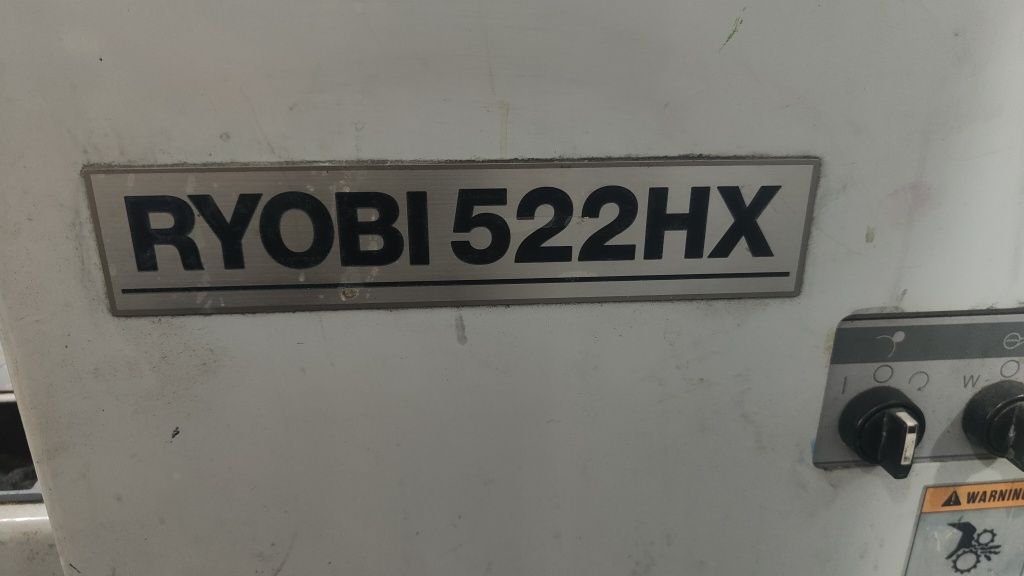 RYOBI 522HX
I
W
WARNING